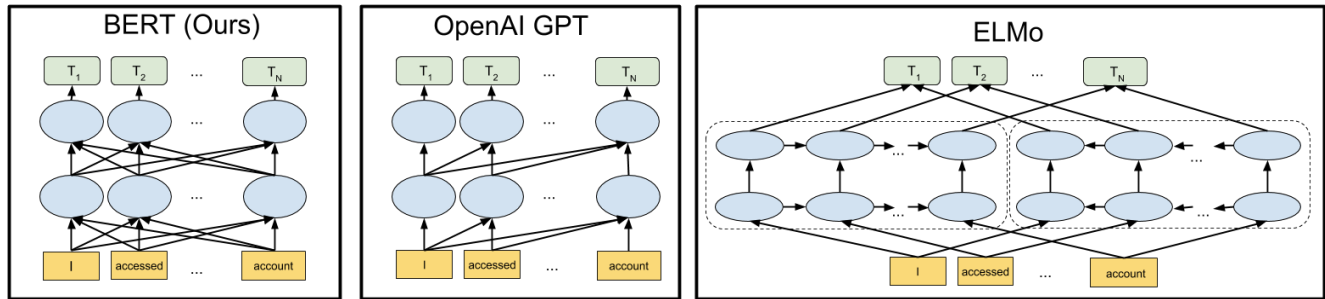 BERT (Ours)
T1 T2 ... TN
...
...
I accessed ... account
OpenAI GPT
T1 T2 ... TN
...
...
I accessed ... account
ELMo
T1 T2 ... TN
... ...
... ...
I accessed ... account